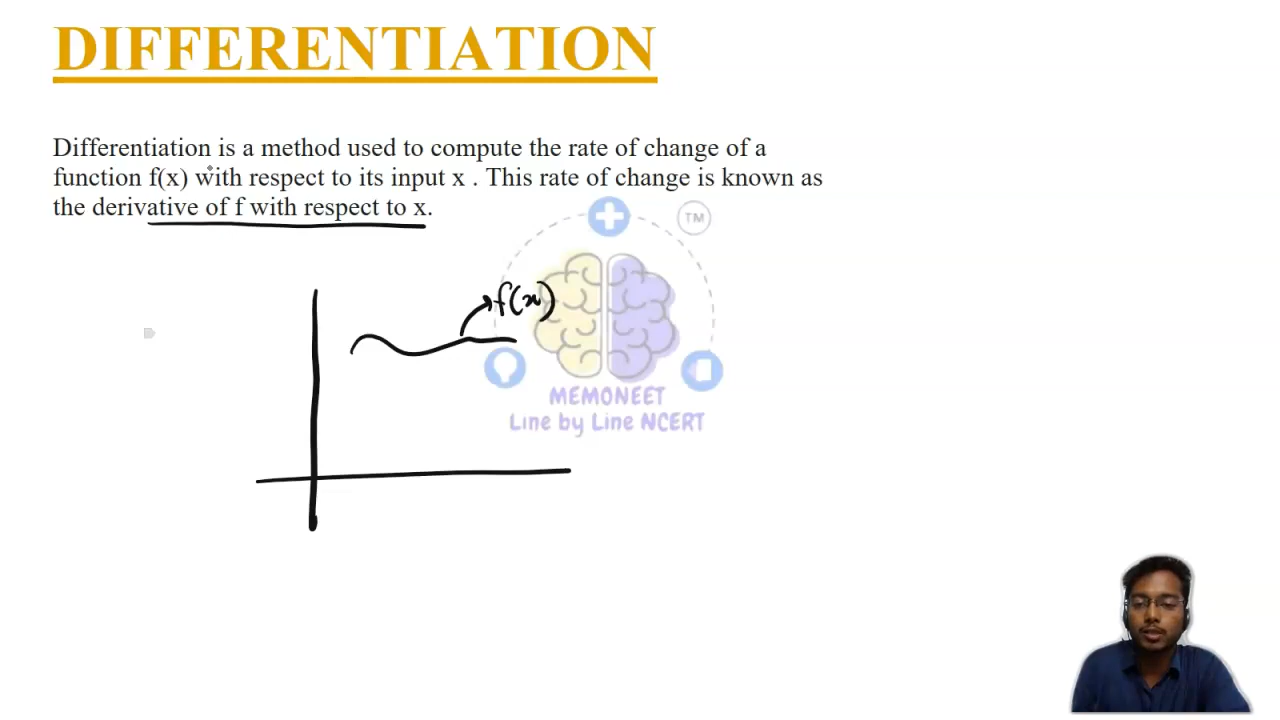 DIFFERENTIATION
Differentiation is a method used to compute the rate of change of a
function f(x) with respect to its input x . This rate of change is known as
the derivative of f with respect to x.
TM
f(x)
MEMONEET
Line by Line NCERT